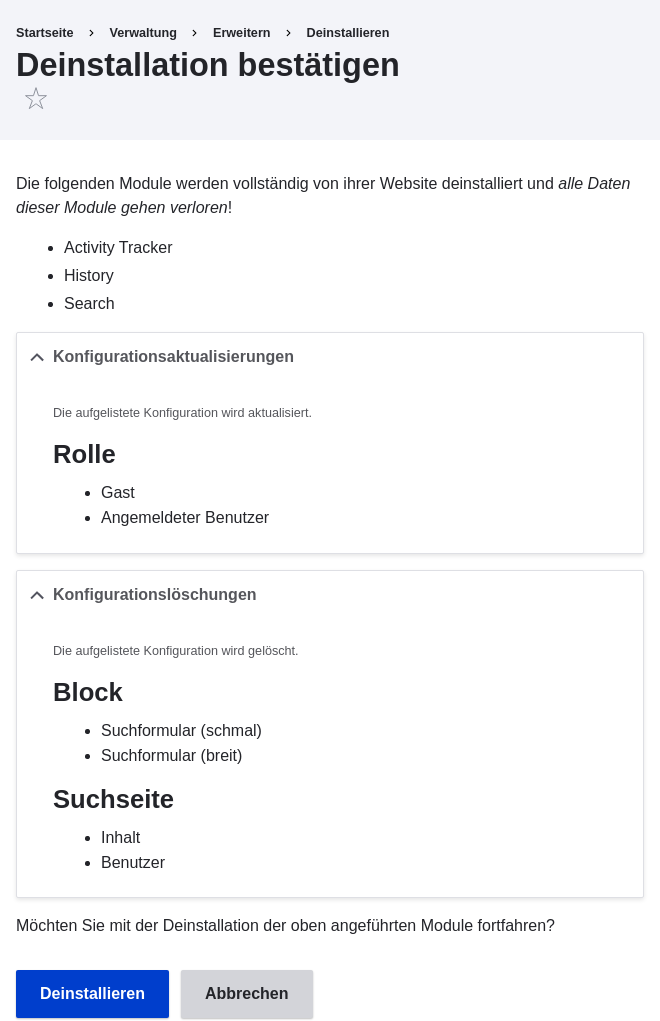 Startseite > Verwaltung > Erweitern > Deinstallieren
Deinstallation bestätigen
Die folgenden Module werden vollständig von ihrer Website deinstalliert und alle Daten
dieser Module gehen verloren!
Activity Tracker
History
Search
Konfigurationsaktualisierungen
Die aufgelistete Konfiguration wird aktualisiert.
Rolle
Gast
Angemeldeter Benutzer
Konfigurationslöschungen
Die aufgelistete Konfiguration wird gelöscht.
Block
Suchformular (schmal)
Suchformular (breit)
Suchseite
Inhalt
Benutzer
Möchten Sie mit der Deinstallation der oben angeführten Module fortfahren?
Deinstallieren Abbrechen